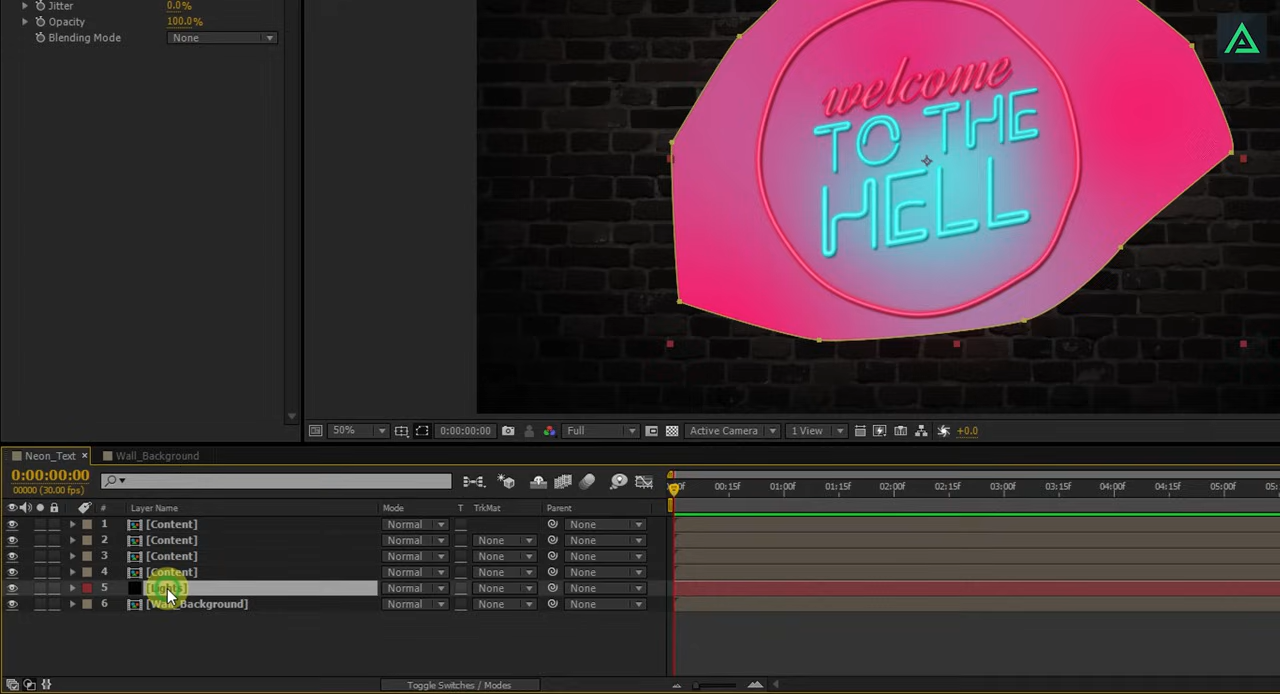 Jitter 0.0%
Opacity 100.0%
Blending Mode None
welcome
TO THE
HELL
50% 0:00:00:00 Full Active Camera 1 View +0.0
Neon_Text × Wall_Background
0:00:00:00
00000 (30.00 fps)
00:15f 01:00f 01:15f 02:00f 02:15f 03:00f 03:15f 04:00f 04:15f 05:00f
# Layer Name Mode T TrkMat Parent
1 [Content] Normal None
2 [Content] Normal None None
3 [Content] Normal None None
4 [Content] Normal None None
5 [Lights] Normal None None
6 [Wall_Background] Normal None None
Toggle Switches / Modes